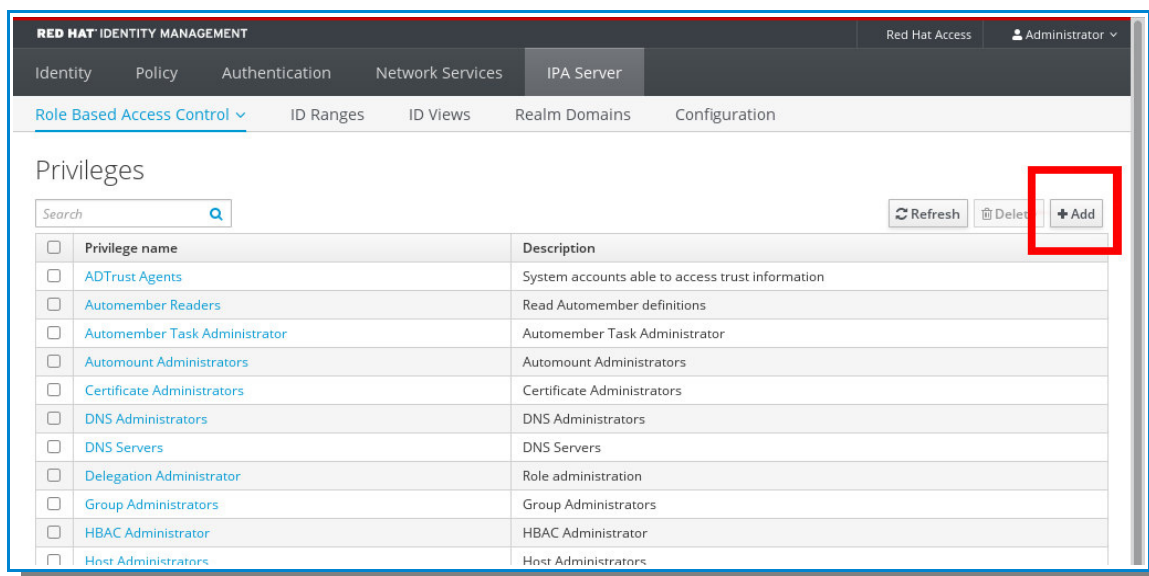 RED HAT IDENTITY MANAGEMENT Red Hat Access Administrator
Identity Policy Authentication Network Services IPA Server
Role Based Access Control ID Ranges ID Views Realm Domains Configuration
Privileges
Search Refresh Delet Add
Privilege name Description
ADTrust Agents System accounts able to access trust information
Automember Readers Read Automember definitions
Automember Task Administrator Automember Task Administrator
Automount Administrators Automount Administrators
Certificate Administrators Certificate Administrators
DNS Administrators DNS Administrators
DNS Servers DNS Servers
Delegation Administrator Role administration
Group Administrators Group Administrators
HBAC Administrator HBAC Administrator
Host Administrators Host Administrators